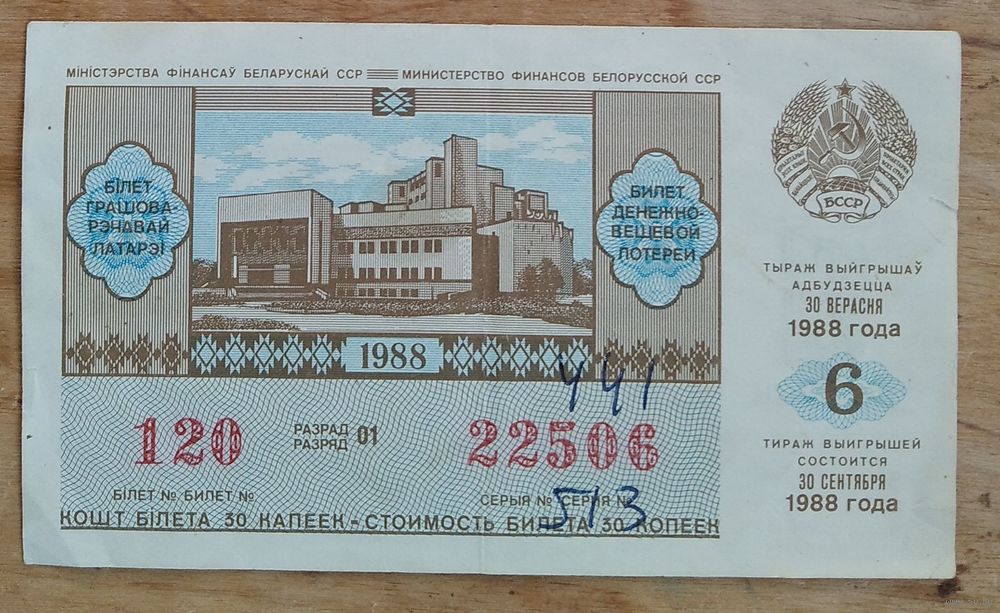 МІНІСТЭРСТВА ФІНАНСАЎ БЕЛАРУСКАЙ ССР МИНИСТЕРСТВО ФИНАНСОВ БЕЛОРУССКОЙ ССР
БІЛЕТ
ГРАШОВА-
РЭЧАВАЙ
ЛАТАРЭІ
БИЛЕТ
ДЕНЕЖНО-
ВЕЩЕВОЙ
ЛОТЕРЕИ
1988
441
120
РАЗРАД
РАЗРЯД 01
22506
БІЛЕТ № БИЛЕТ №
СЕРЫЯ № СЕРИЯ №
513
КОШТ БІЛЕТА 30 КАПЕЕК - СТОИМОСТЬ БИЛЕТА 30 КОПЕЕК
БССР
ТЫРАЖ ВЫЙГРЫШАЎ
АДБУДЗЕЦЦА
30 ВЕРАСНЯ
1988 года
6
ТИРАЖ ВЫИГРЫШЕЙ
СОСТОИТСЯ
30 СЕНТЯБРЯ
1988 года